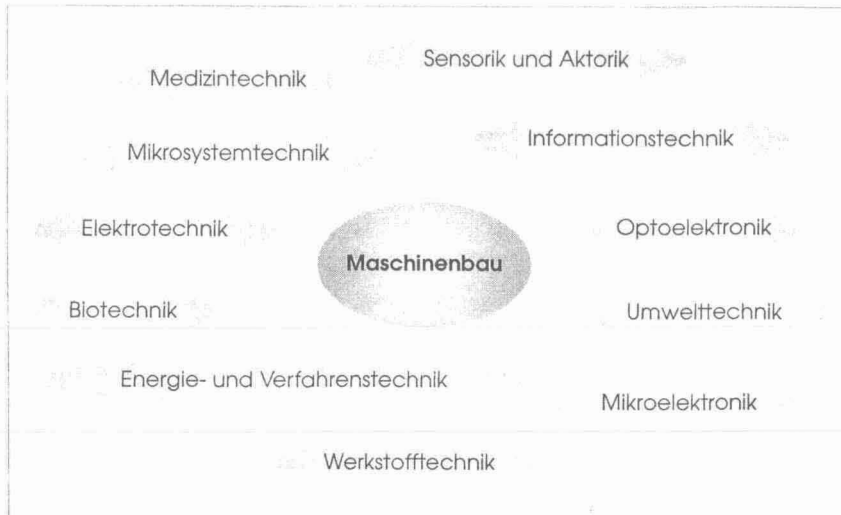 Sensorik und Aktorik
Medizintechnik
Informationstechnik
Mikrosystemtechnik
Elektrotechnik
Optoelektronik
Maschinenbau
Biotechnik
Umwelttechnik
Energie- und Verfahrenstechnik
Mikroelektronik
Werkstofftechnik